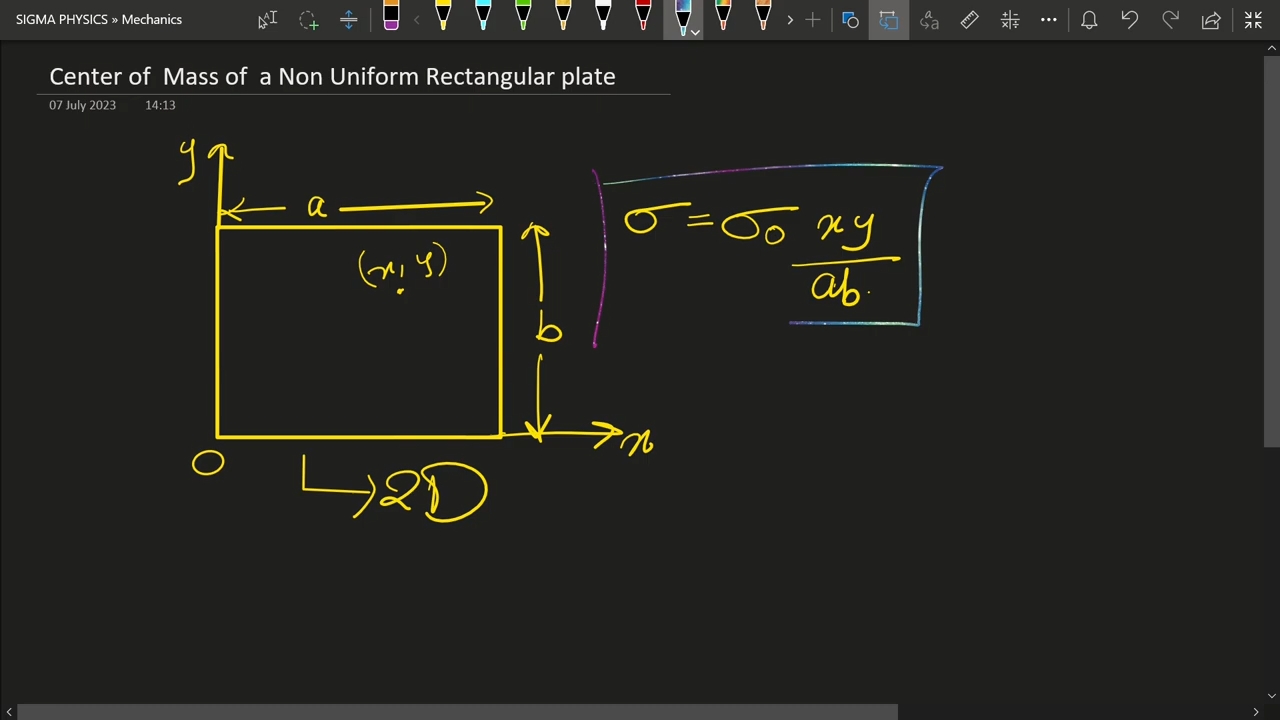 SIGMA PHYSICS » Mechanics
Center of Mass of a Non Uniform Rectangular plate
07 July 2023 14:13
y
a
(x, y)
b
σ = σ₀ xy/ab
x
O
2D